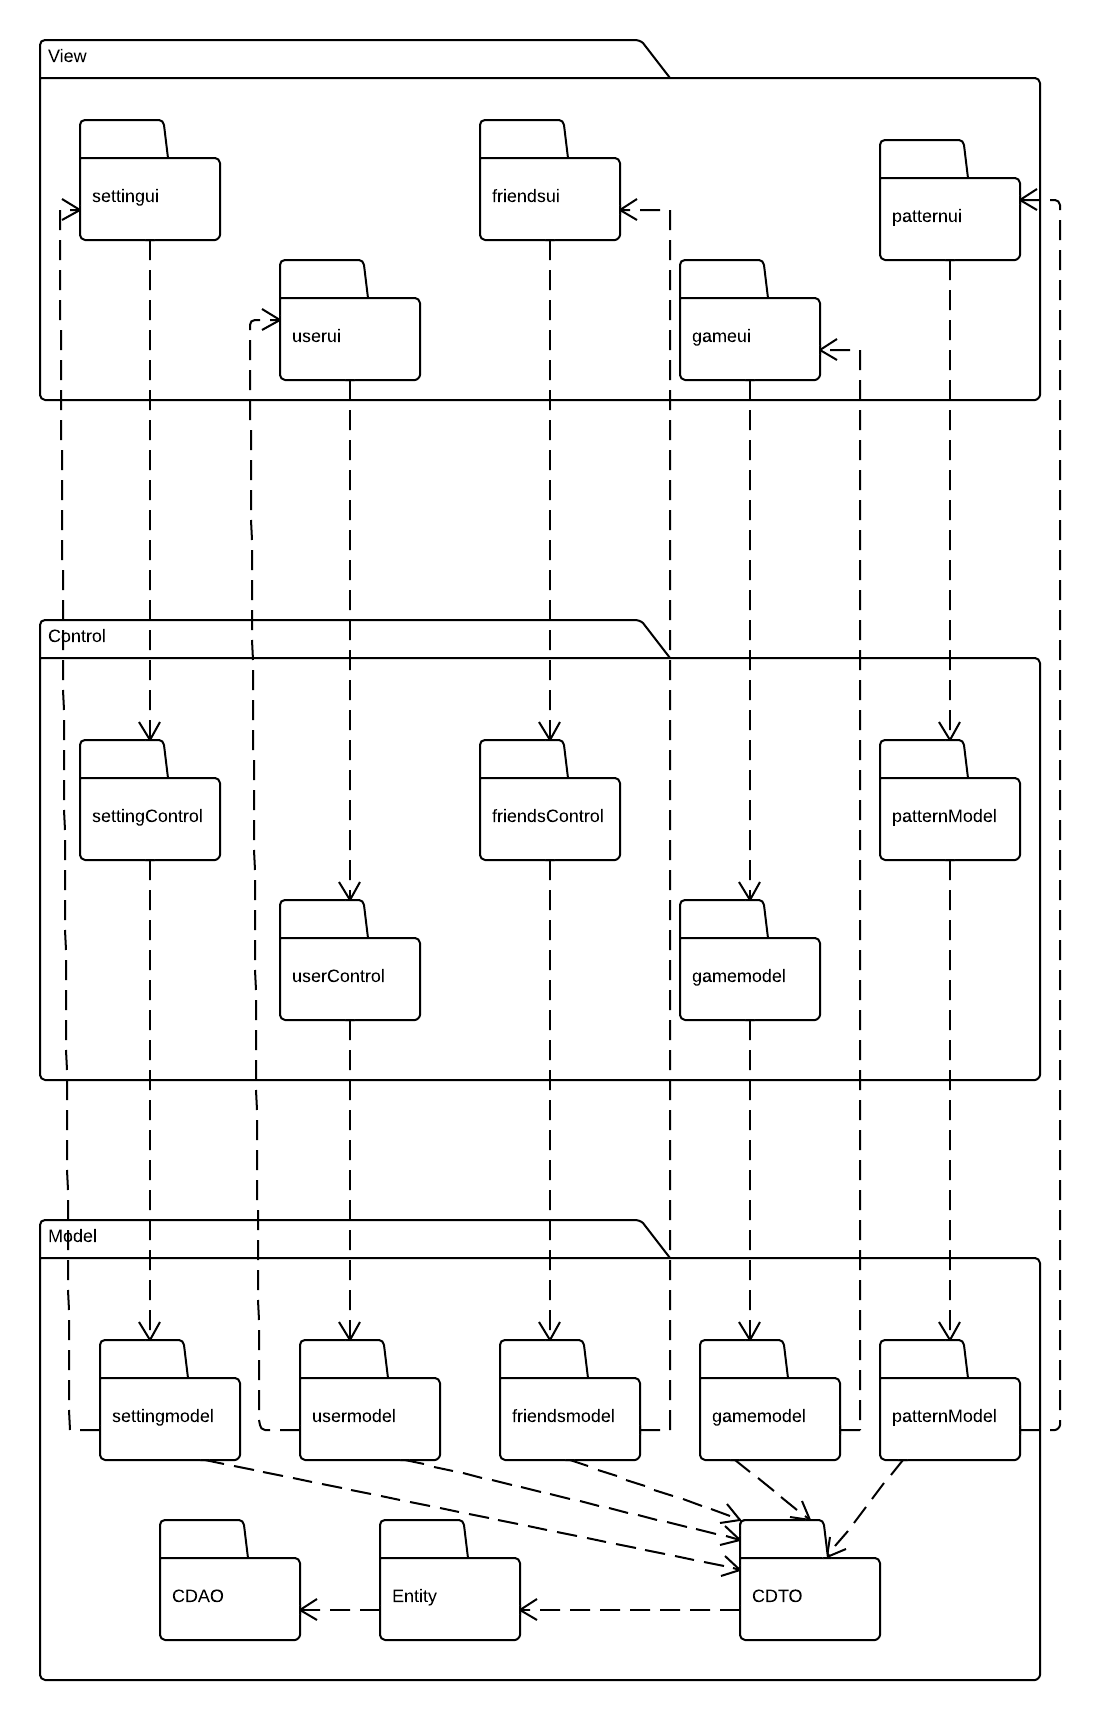 View
settingui
friendsui
patternui
userui
gameui
Control
settingControl
friendsControl
patternModel
userControl
gamemodel
Model
settingmodel
usermodel
friendsmodel
gamemodel
patternModel
CDAO
Entity
CDTO